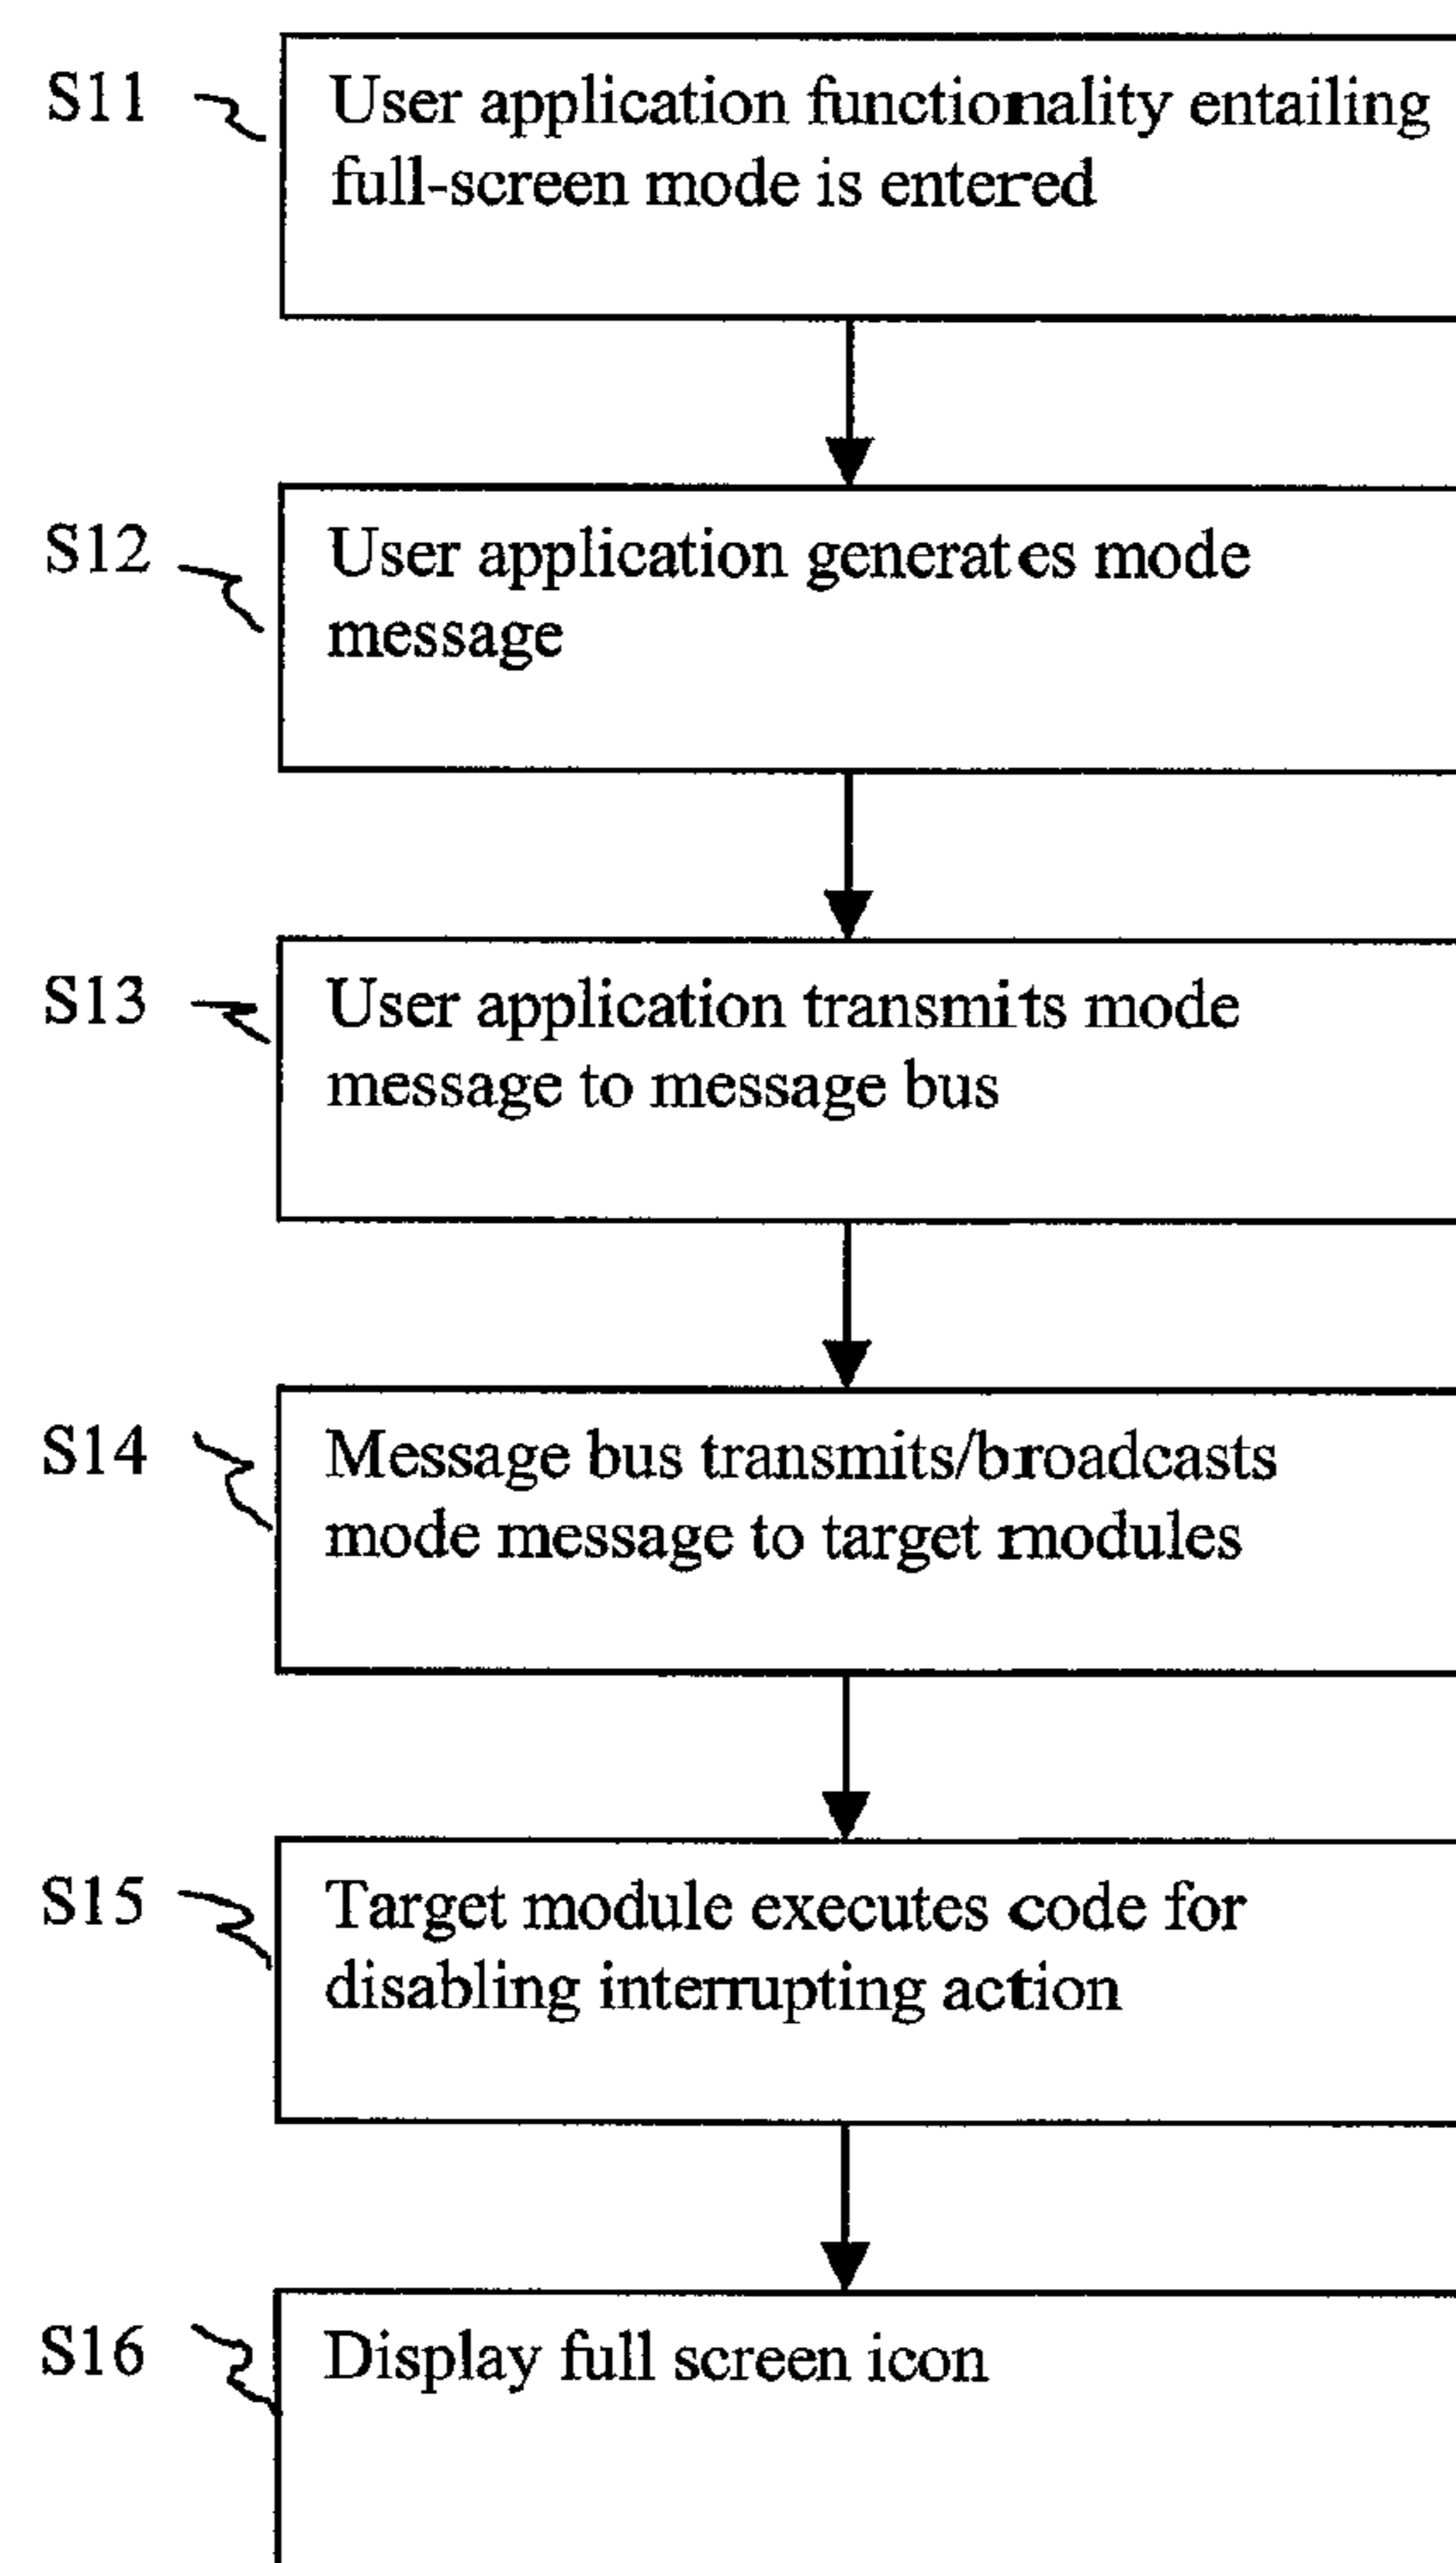 S11
User application functionality entailing
full-screen mode is entered
S12
User application generates mode
message
S13
User application transmits mode
message to message bus
S14
Message bus transmits/broadcasts
mode message to target modules
S15
Target module executes code for
disabling interrupting action
S16
Display full screen icon